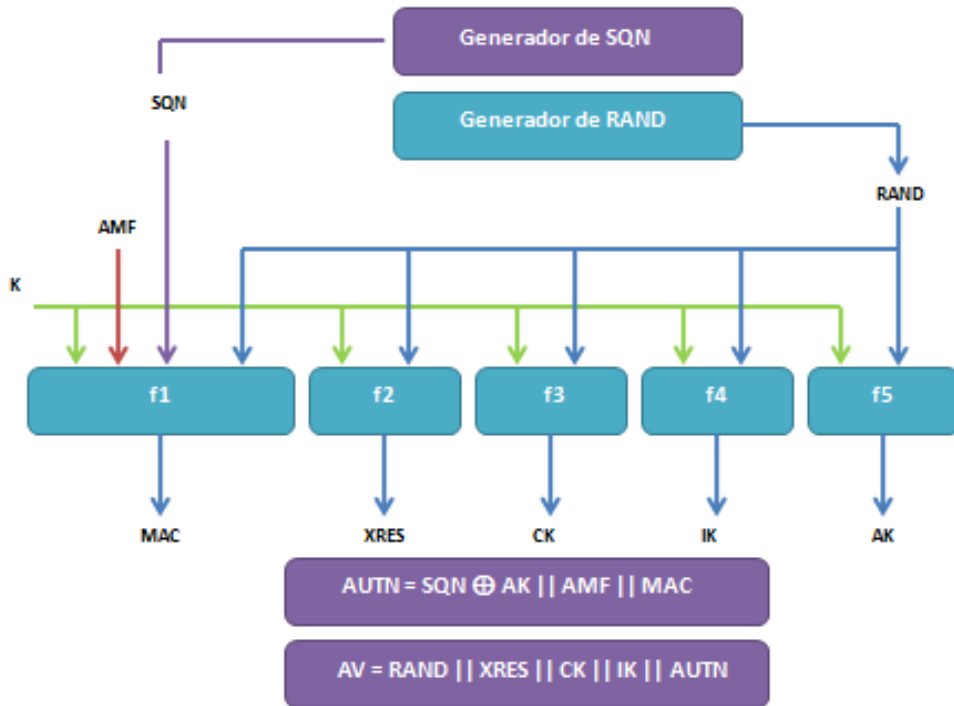 Generador de SQN
SQN
Generador de RAND
RAND
AMF
K
f1
f2
f3
f4
f5
MAC
XRES
CK
IK
AK
AUTN = SQN ⊕ AK || AMF || MAC
AV = RAND || XRES || CK || IK || AUTN